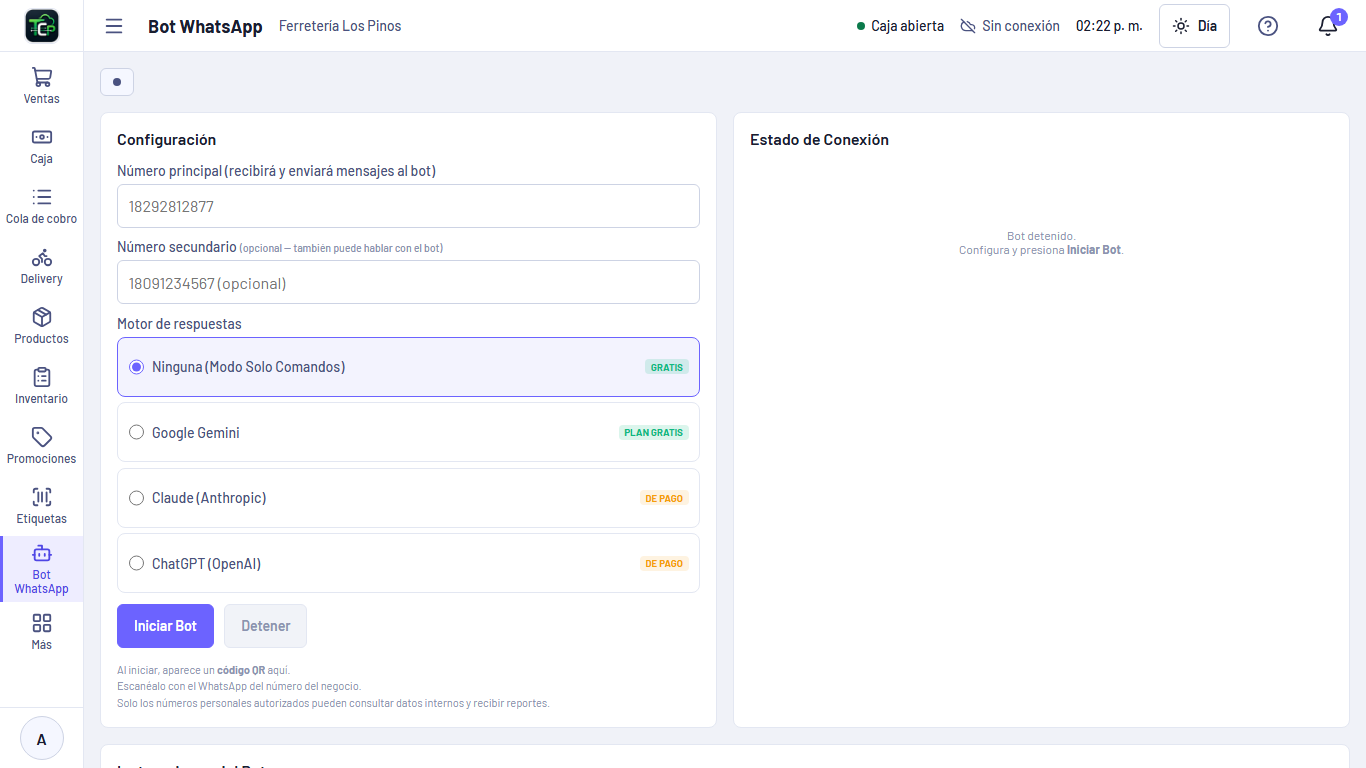 TCP
Bot WhatsApp
Ferretería Los Pinos
Caja abierta
Sin conexión
02:22 p. m.
Día
1
Ventas
Caja
Cola de cobro
Delivery
Productos
Inventario
Promociones
Etiquetas
Bot
WhatsApp
Más
A
Configuración
Número principal (recibirá y enviará mensajes al bot)
18292812877
Número secundario (opcional — también puede hablar con el bot)
18091234567 (opcional)
Motor de respuestas
Ninguna (Modo Solo Comandos)
GRATIS
Google Gemini
PLAN GRATIS
Claude (Anthropic)
DE PAGO
ChatGPT (OpenAI)
DE PAGO
Iniciar Bot
Detener
Al iniciar, aparece un código QR aquí.
Escanéalo con el WhatsApp del número del negocio.
Solo los números personales autorizados pueden consultar datos internos y recibir reportes.
Estado de Conexión
Bot detenido.
Configura y presiona Iniciar Bot.